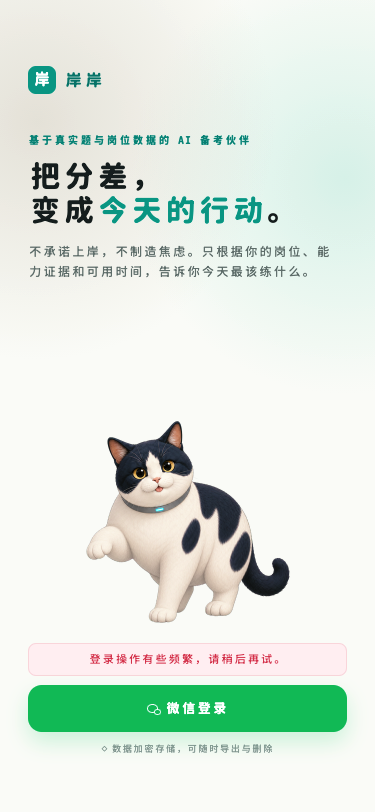 岸 岸岸
基于真实题与岗位数据的 AI 备考伙伴
把分差，
变成今天的行动。
不承诺上岸，不制造焦虑。只根据你的岗位、能
力证据和可用时间，告诉你今天最该练什么。
登录操作有些频繁，请稍后再试。
微信登录
◇ 数据加密存储，可随时导出与删除